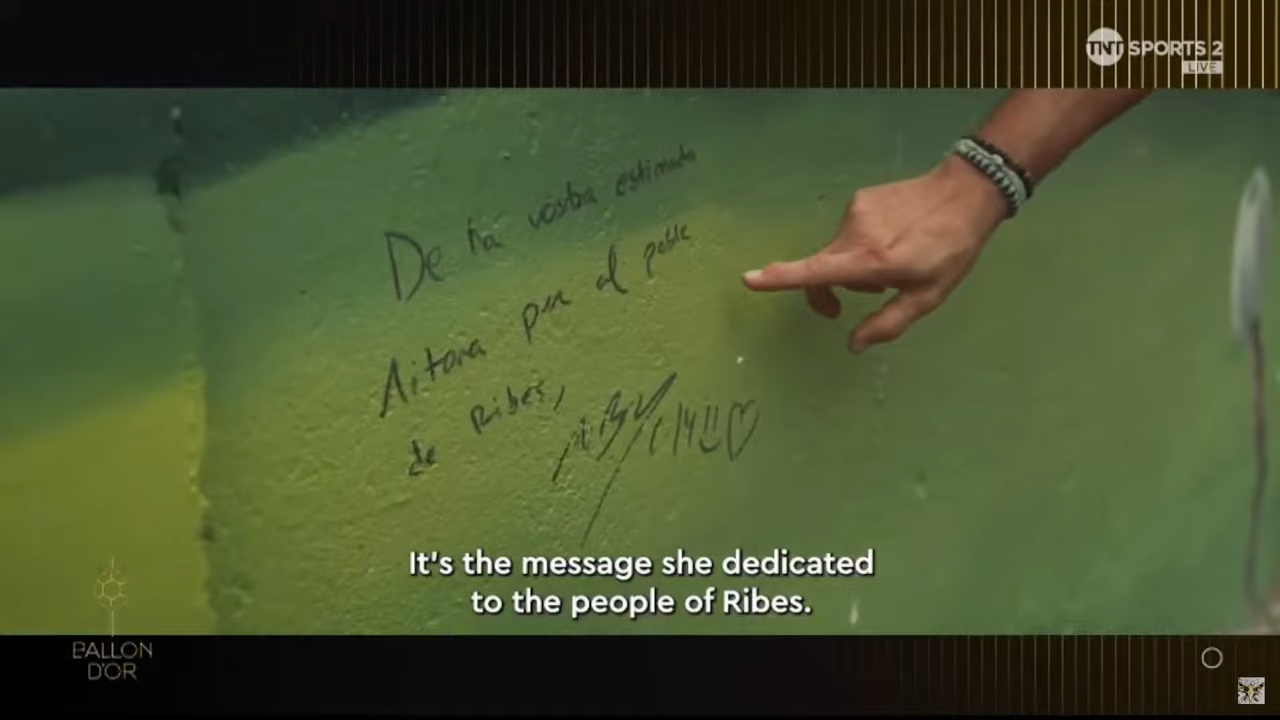 TNT SPORTS 2
LIVE
De la vostra estimada
Aitana per al poble
de Ribes,
14
It's the message she dedicated
to the people of Ribes.
BALLON
D'OR